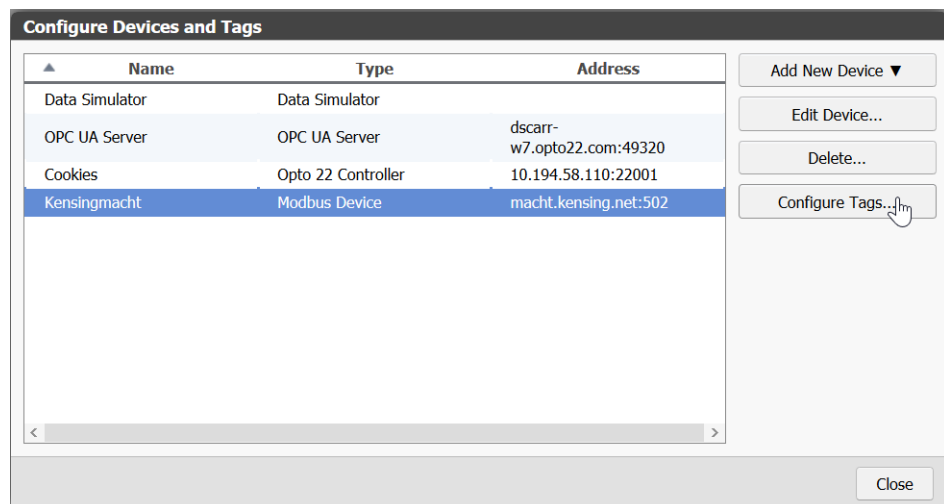 Configure Devices and Tags
Name Type Address
Data Simulator Data Simulator
OPC UA Server OPC UA Server dscarr-
w7.opto22.com:49320
Cookies Opto 22 Controller 10.194.58.110:22001
Kensingmacht Modbus Device macht.kensing.net:502
Add New Device ▼
Edit Device...
Delete...
Configure Tags...
Close